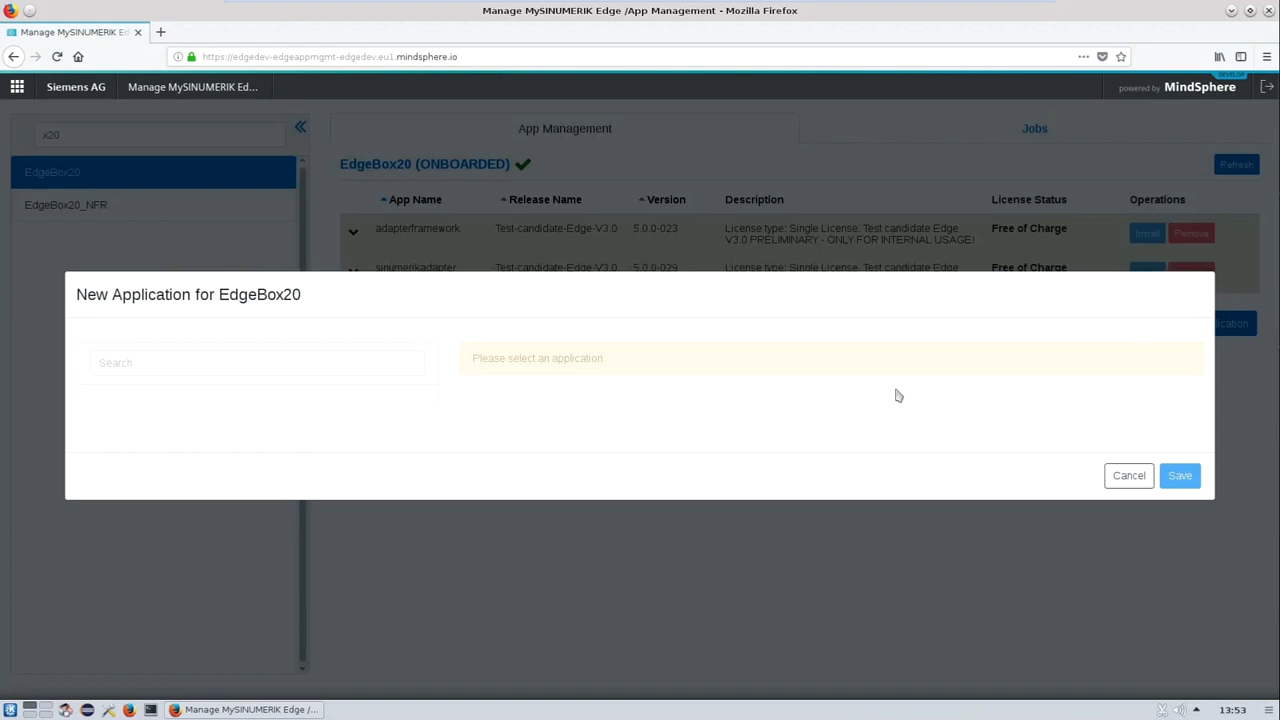 Manage MySINUMERIK Edge /App Management - Mozilla Firefox
Manage MySINUMERIK Ed
https://edgedev-edgeappmgmt-edgedev.eu1.mindsphere.io
Siemens AG
Manage MySINUMERIK Ed...
DEVELOP
powered by MindSphere
x20
App Management
Jobs
EdgeBox20
EdgeBox20_NFR
EdgeBox20 (ONBOARDED)
Refresh
App Name Release Name Version Description License Status Operations
adapterframework Test-candidate-Edge-V3.0 5.0.0-023 License type: Single License. Test candidate Edge Free of Charge Install Remove
V3.0 PRELIMINARY - ONLY FOR INTERNAL USAGE!
sinumerikadapter Test-candidate-Edge-V3.0 5.0.0-029 License type: Single License. Test candidate Edge Free of Charge
New Application for EdgeBox20
Search
Please select an application
Cancel
Save
Manage MySINUMERIK Edge /...
13:53